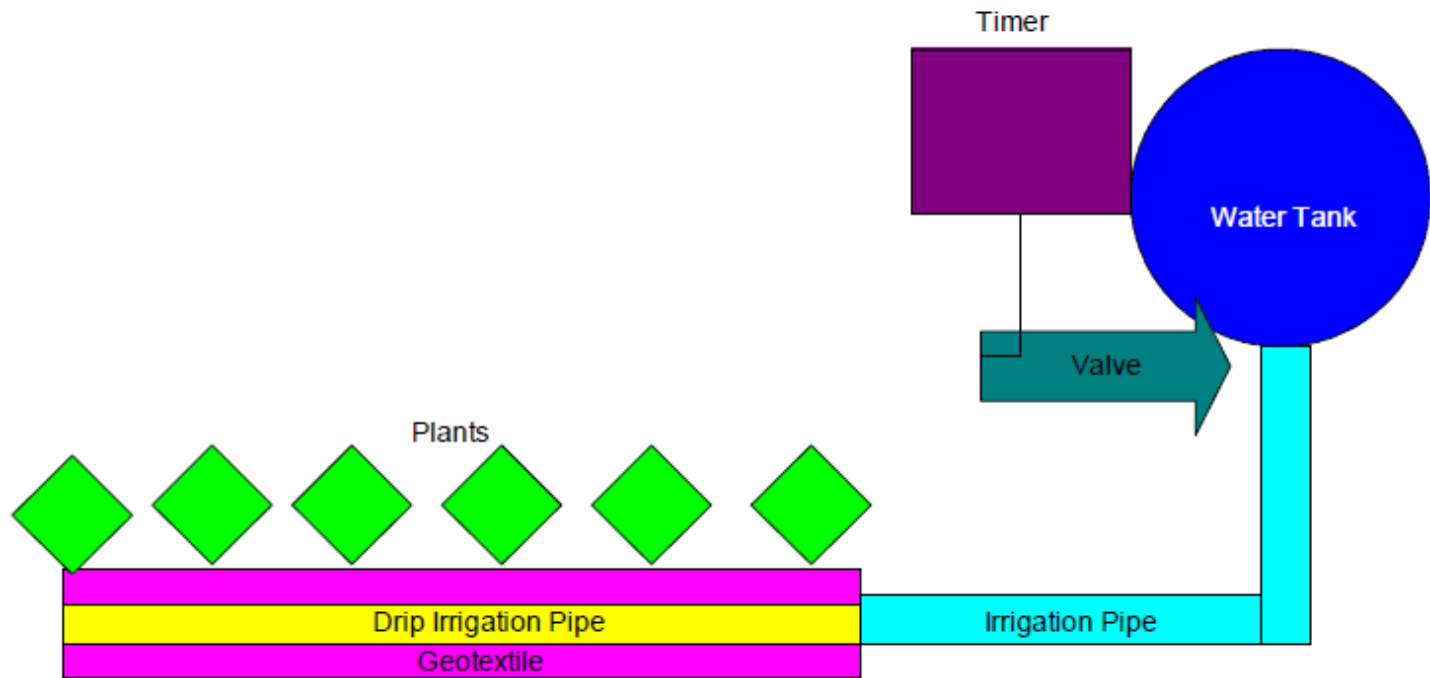 Timer
Water Tank
Valve
Plants
Drip Irrigation Pipe
Irrigation Pipe
Geotextile